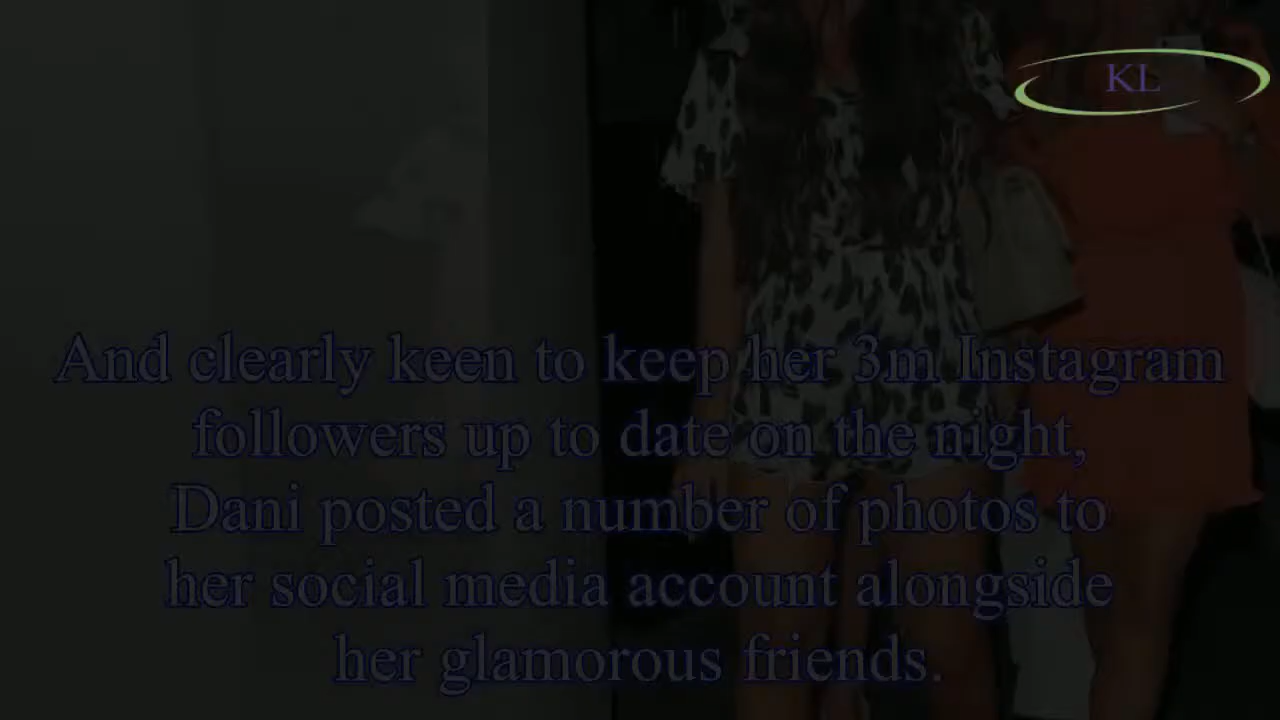 KL
And clearly keen to keep her 3m Instagram
followers up to date on the night,
Dani posted a number of photos to
her social media account alongside
her glamorous friends.